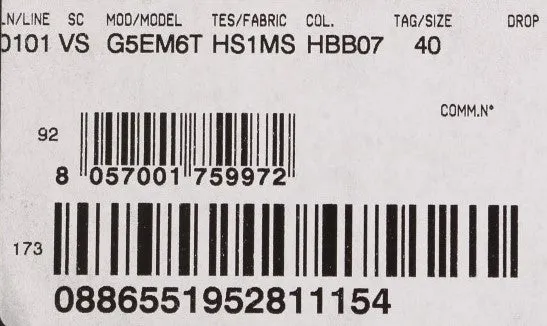 LN/LINE SC MOD/MODEL TES/FABRIC COL. TAG/SIZE DROP
0101 VS G5EM6T HS1MS HBB07 40
COMM.N°
92
8 057001 759972
173
0886551952811154